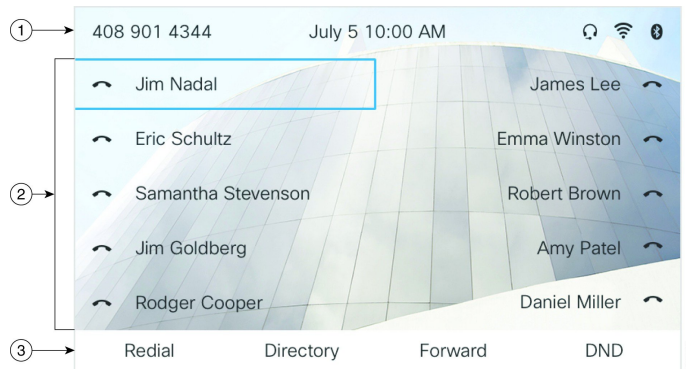 1 408 901 4344 July 5 10:00 AM
Jim Nadal James Lee
Eric Schultz Emma Winston
2 Samantha Stevenson Robert Brown
Jim Goldberg Amy Patel
Rodger Cooper Daniel Miller
3 Redial Directory Forward DND